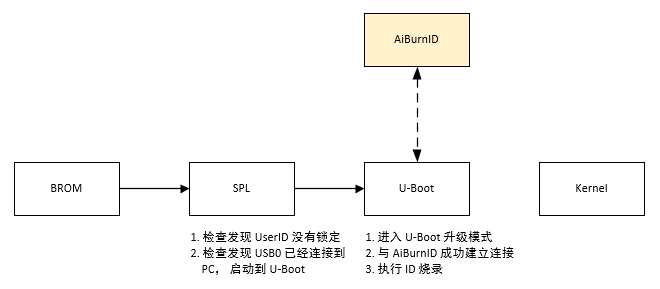 AiBurnID
BROM
SPL
U-Boot
Kernel
1. 检查发现 UserID 没有锁定
2. 检查发现 USB0 已经连接到
PC， 启动到 U-Boot
1. 进入 U-Boot 升级模式
2. 与 AiBurnID 成功建立连接
3. 执行 ID 烧录